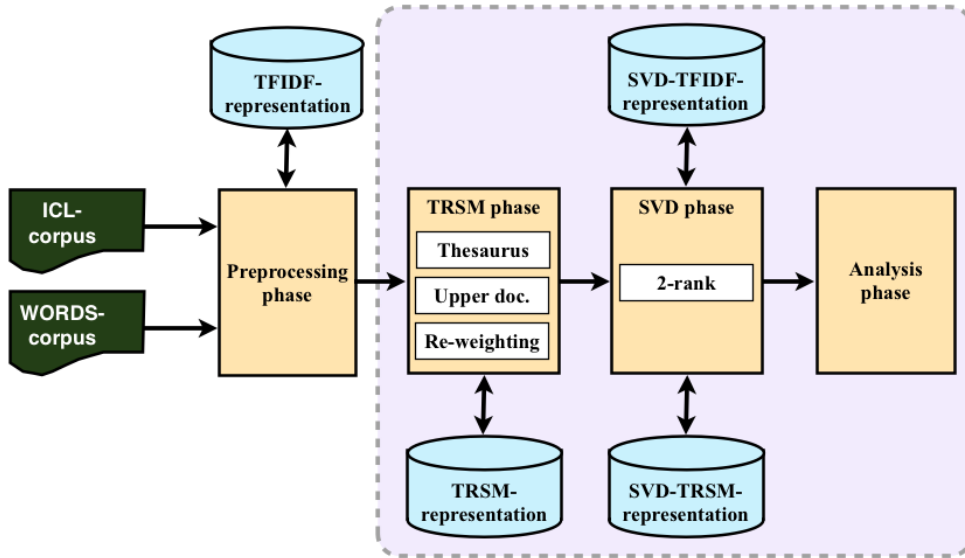 TFIDF-
representation
SVD-TFIDF-
representation
ICL-
corpus
WORDS-
corpus
Preprocessing
phase
TRSM phase
Thesaurus
Upper doc.
Re-weighting
SVD phase
2-rank
Analysis
phase
TRSM-
representation
SVD-TRSM-
representation